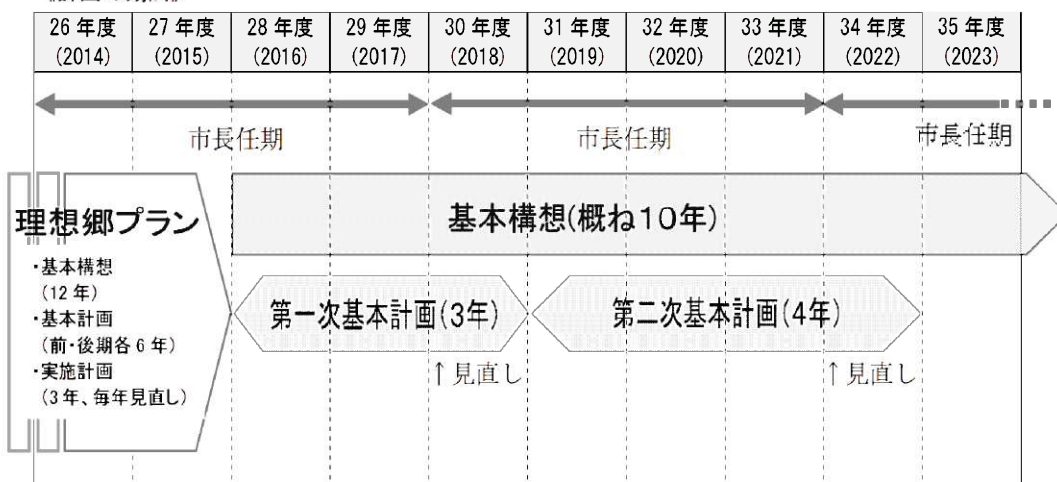 26年度 27年度 28年度 29年度 30年度 31年度 32年度 33年度 34年度 35年度
(2014) (2015) (2016) (2017) (2018) (2019) (2020) (2021) (2022) (2023)
市長任期 市長任期 市長任期
理想郷プラン
・基本構想
(12年)
・基本計画
(前・後期各6年)
・実施計画
(3年、毎年見直し)
基本構想(概ね10年)
第一次基本計画(3年) 第二次基本計画(4年)
↑見直し ↑見直し